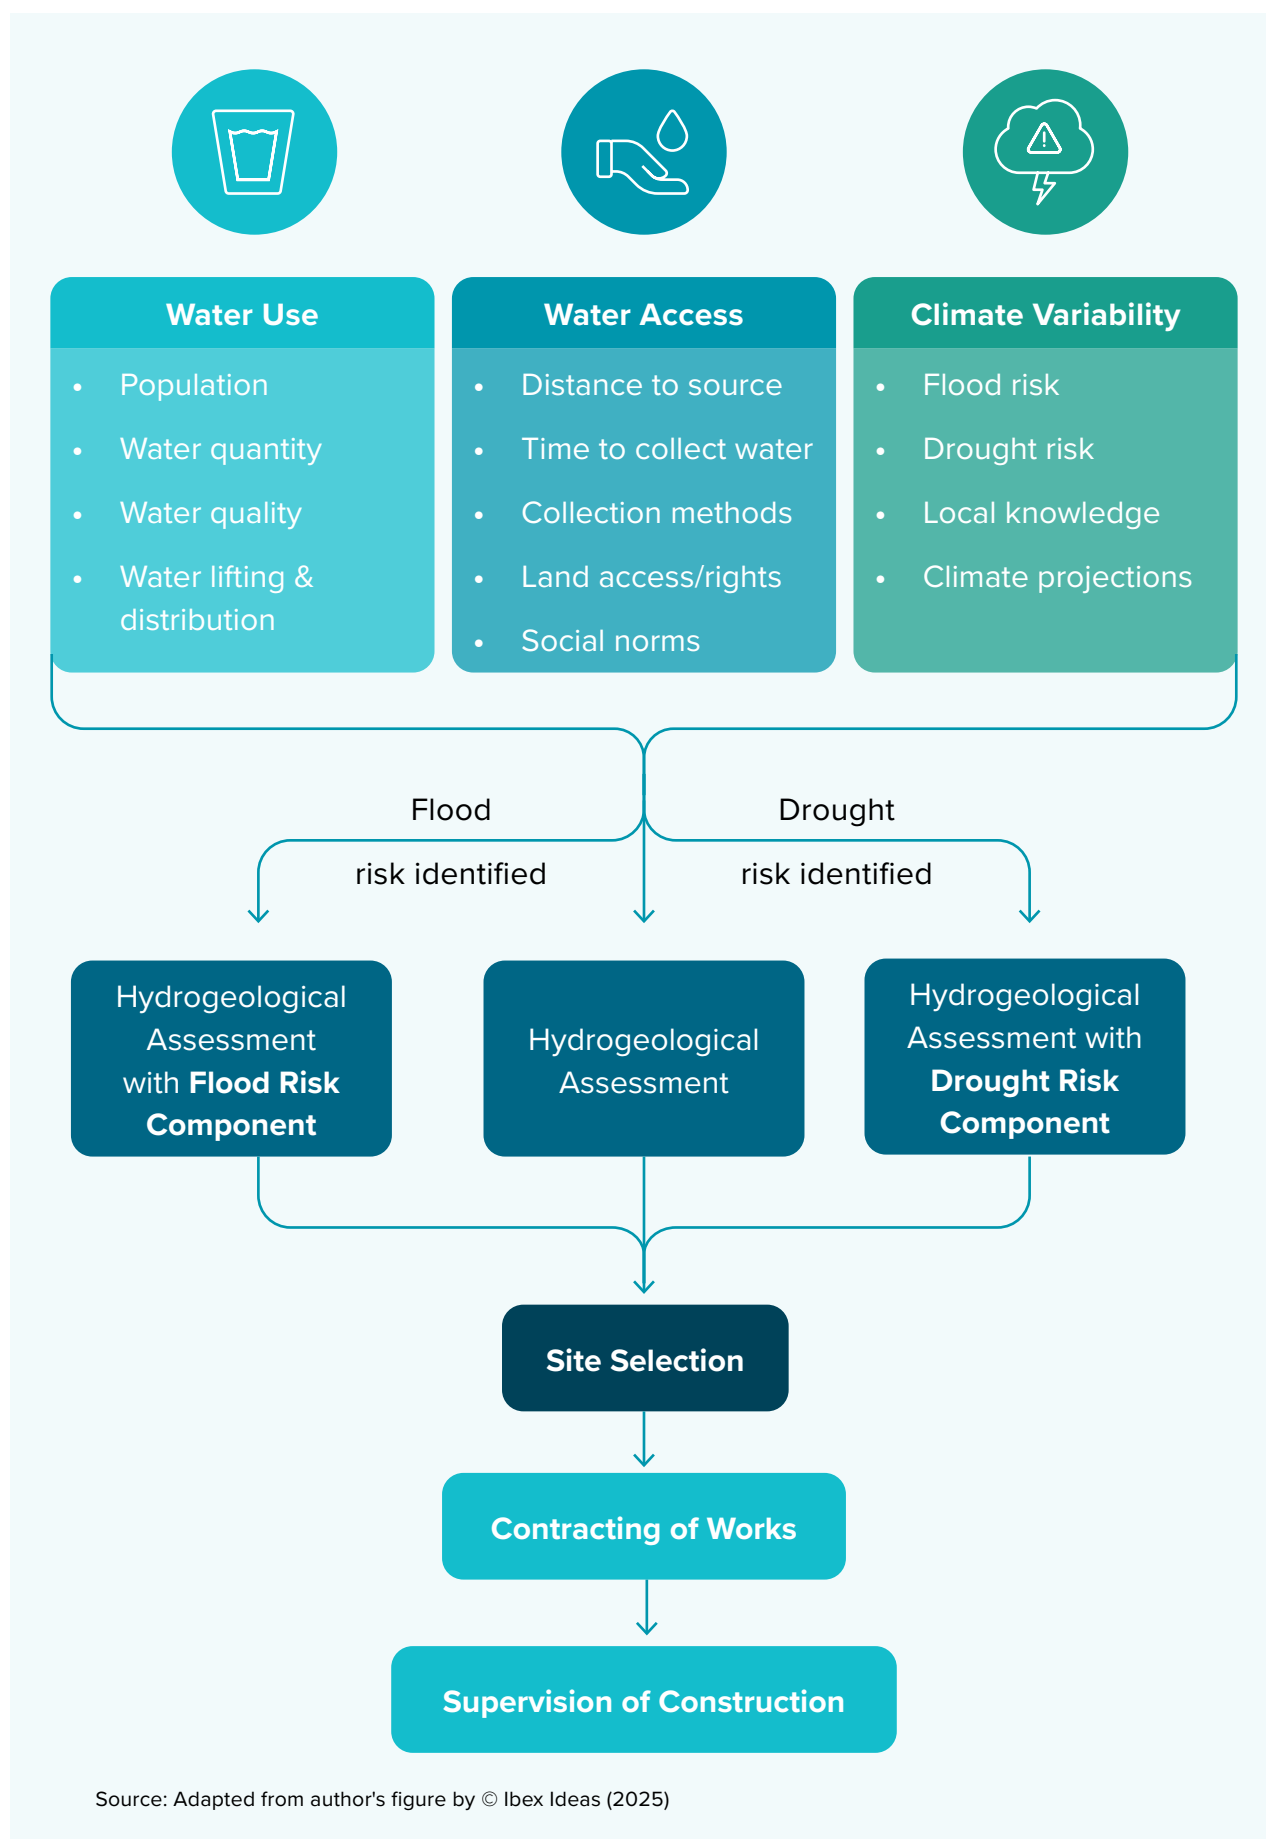 Water Use
• Population
• Water quantity
• Water quality
• Water lifting &
distribution
Water Access
• Distance to source
• Time to collect water
• Collection methods
• Land access/rights
• Social norms
Climate Variability
• Flood risk
• Drought risk
• Local knowledge
• Climate projections
Flood
risk identified
Drought
risk identified
Hydrogeological
Assessment
with Flood Risk
Component
Hydrogeological
Assessment
Hydrogeological
Assessment with
Drought Risk
Component
Site Selection
Contracting of Works
Supervision of Construction
Source: Adapted from author's figure by © Ibex Ideas (2025)